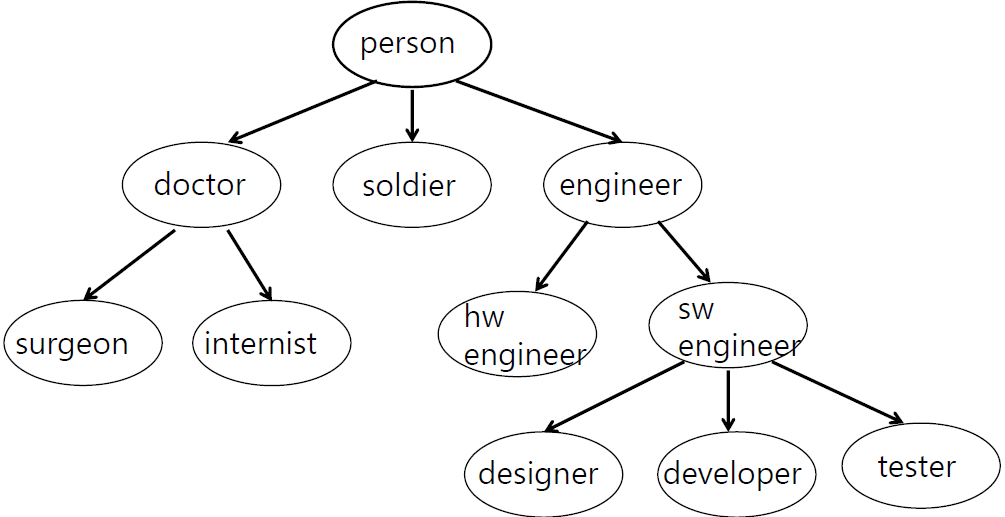 person
doctor
soldier
engineer
surgeon
internist
hw
engineer
sw
engineer
designer
developer
tester